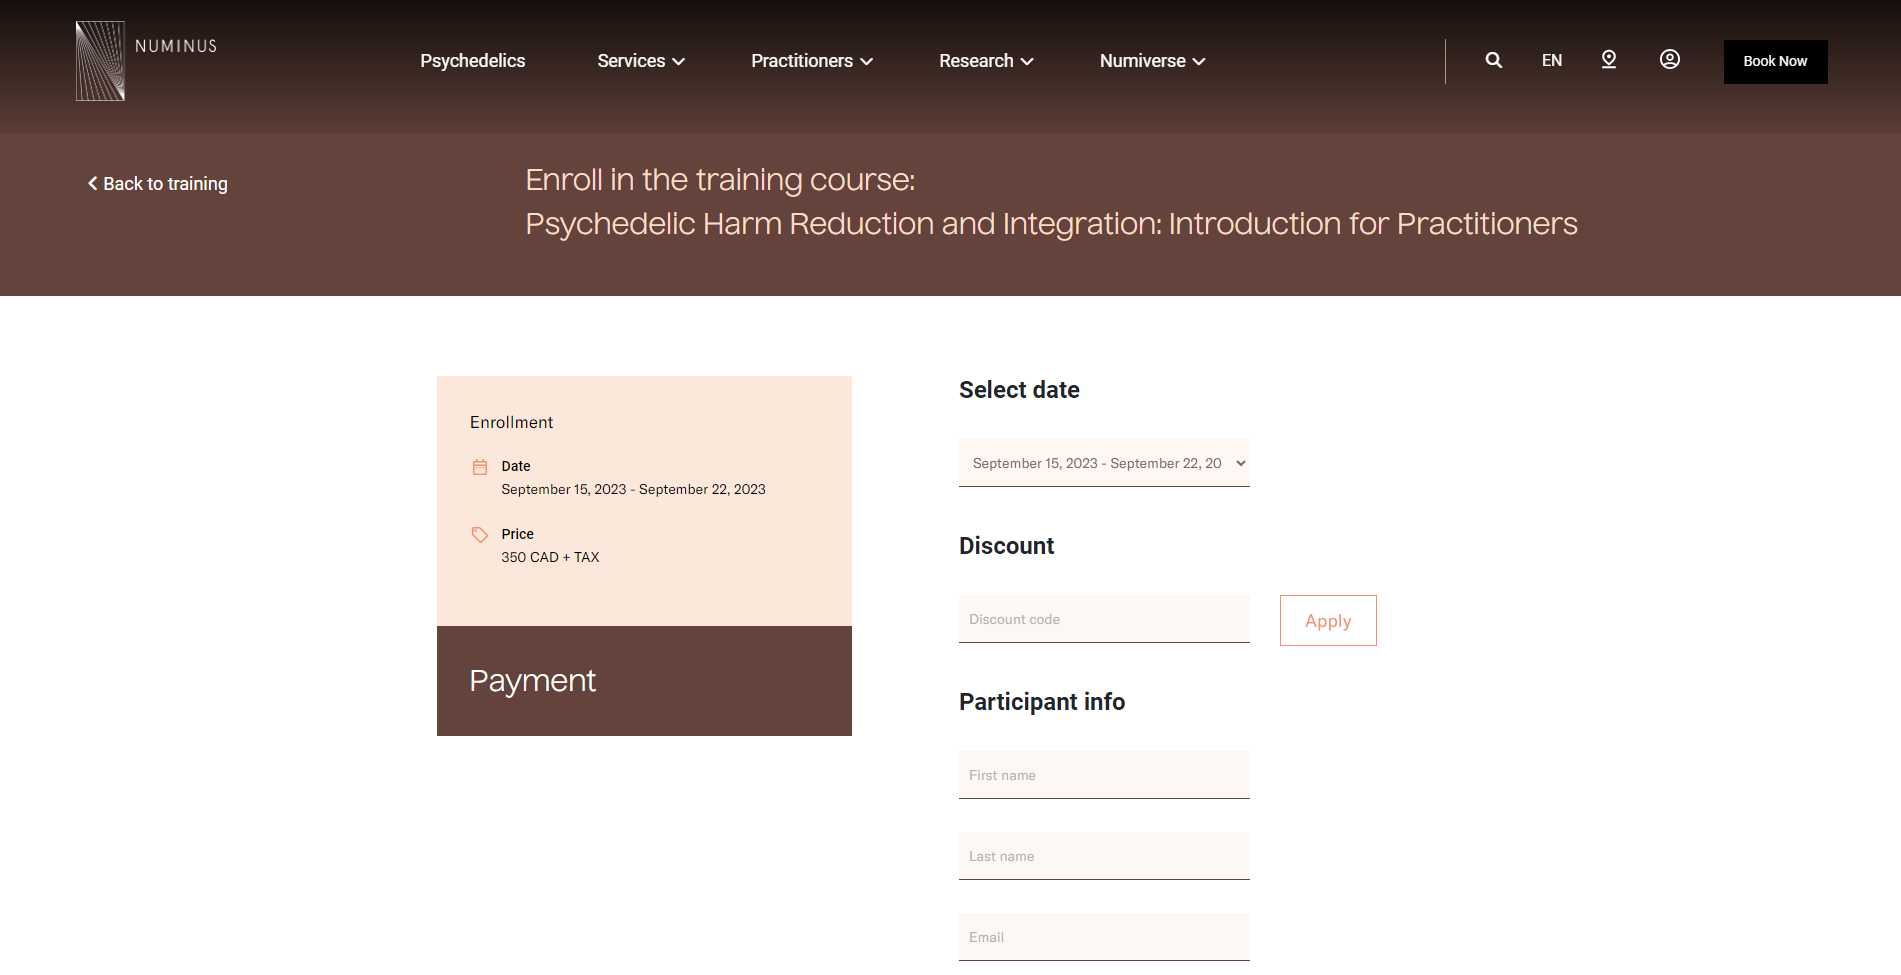 NUMINUS
Psychedelics
Services
Practitioners
Research
Numiverse
EN
Book Now
Back to training
Enroll in the training course:
Psychedelic Harm Reduction and Integration: Introduction for Practitioners
Enrollment
Date
September 15, 2023 - September 22, 2023
Price
350 CAD + TAX
Payment
Select date
September 15, 2023 - September 22, 20
Discount
Discount code
Apply
Participant info
First name
Last name
Email